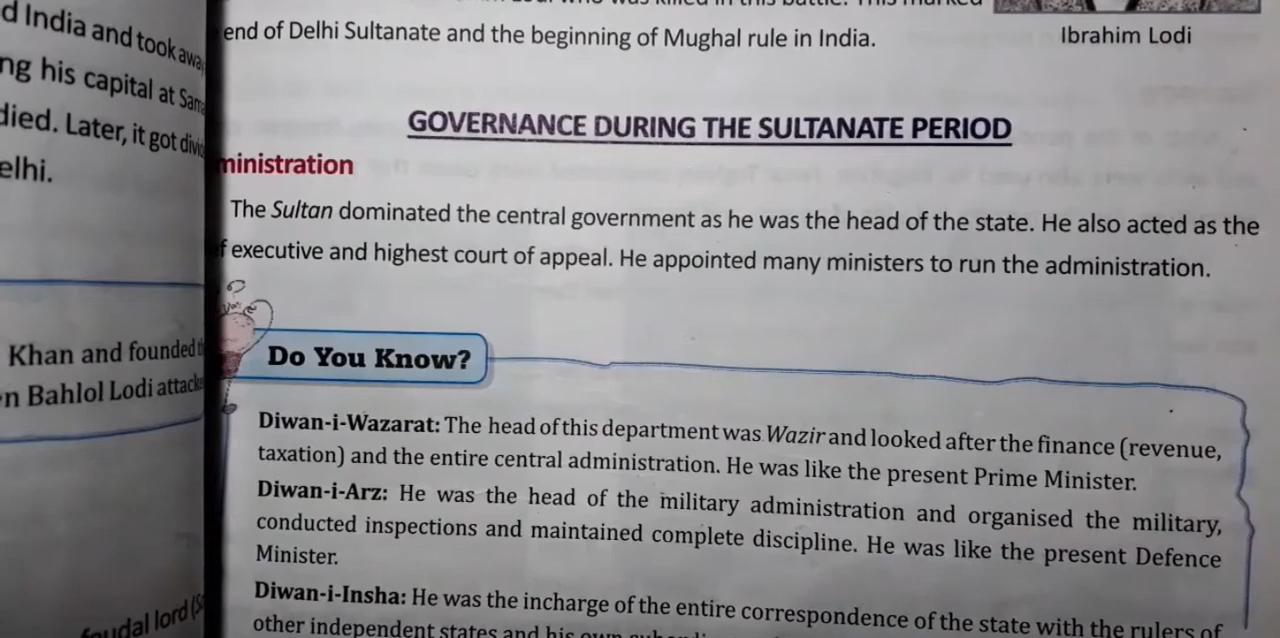 d India and took away
ng his capital at
died. Later, it got
elhi.
Khan and founded
n Bahlol Lodi
feudal lord
end of Delhi Sultanate and the beginning of Mughal rule in India.
Ibrahim Lodi
GOVERNANCE DURING THE SULTANATE PERIOD
ministration
The Sultan dominated the central government as he was the head of the state. He also acted as the
f executive and highest court of appeal. He appointed many ministers to run the administration.
Do You Know?
Diwan-i-Wazarat: The head of this department was Wazir and looked after the finance (revenue,
taxation) and the entire central administration. He was like the present Prime Minister.
Diwan-i-Arz: He was the head of the military administration and organised the military,
conducted inspections and maintained complete discipline. He was like the present Defence
Minister.
Diwan-i-Insha: He was the incharge of the entire correspondence of the state with the rulers of
other independent states and his own